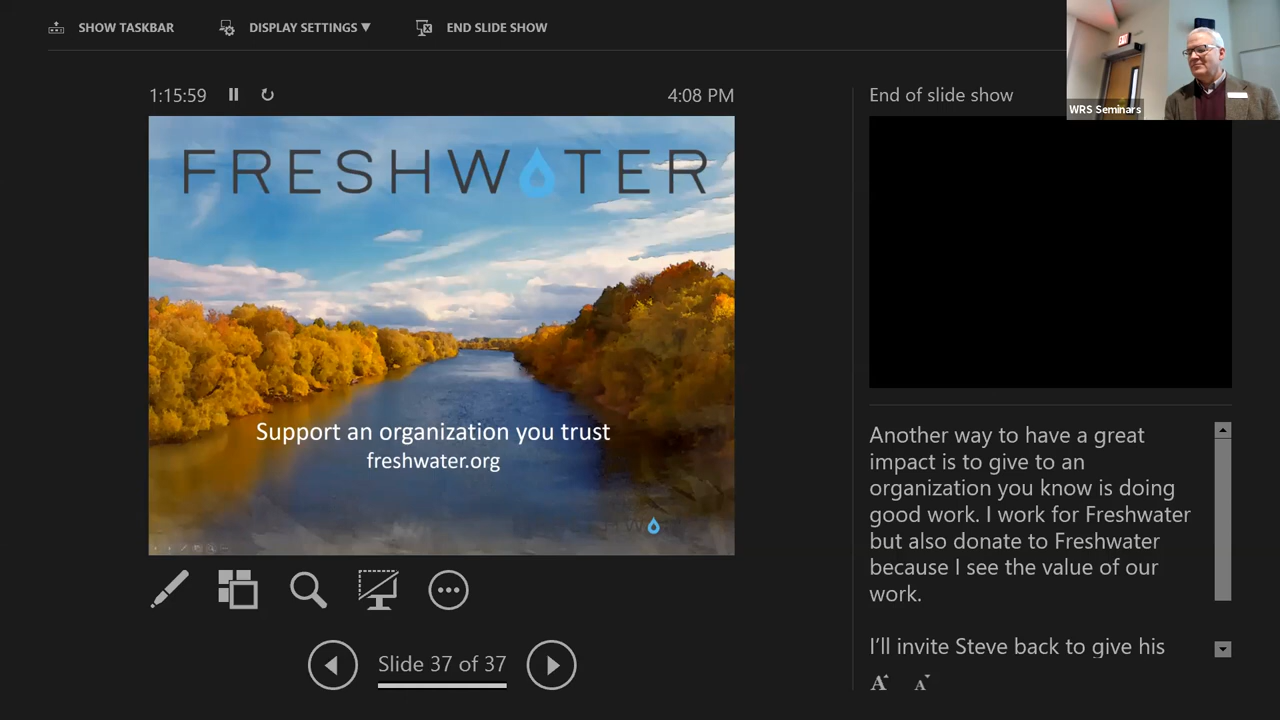 SHOW TASKBAR
DISPLAY SETTINGS ▼
END SLIDE SHOW
EXIT
WRS Seminars
1:15:59
4:08 PM
End of slide show
FRESHWATER
Support an organization you trust
freshwater.org
Another way to have a great
impact is to give to an
organization you know is doing
good work. I work for Freshwater
but also donate to Freshwater
because I see the value of our
work.
I’ll invite Steve back to give his
Slide 37 of 37
A A